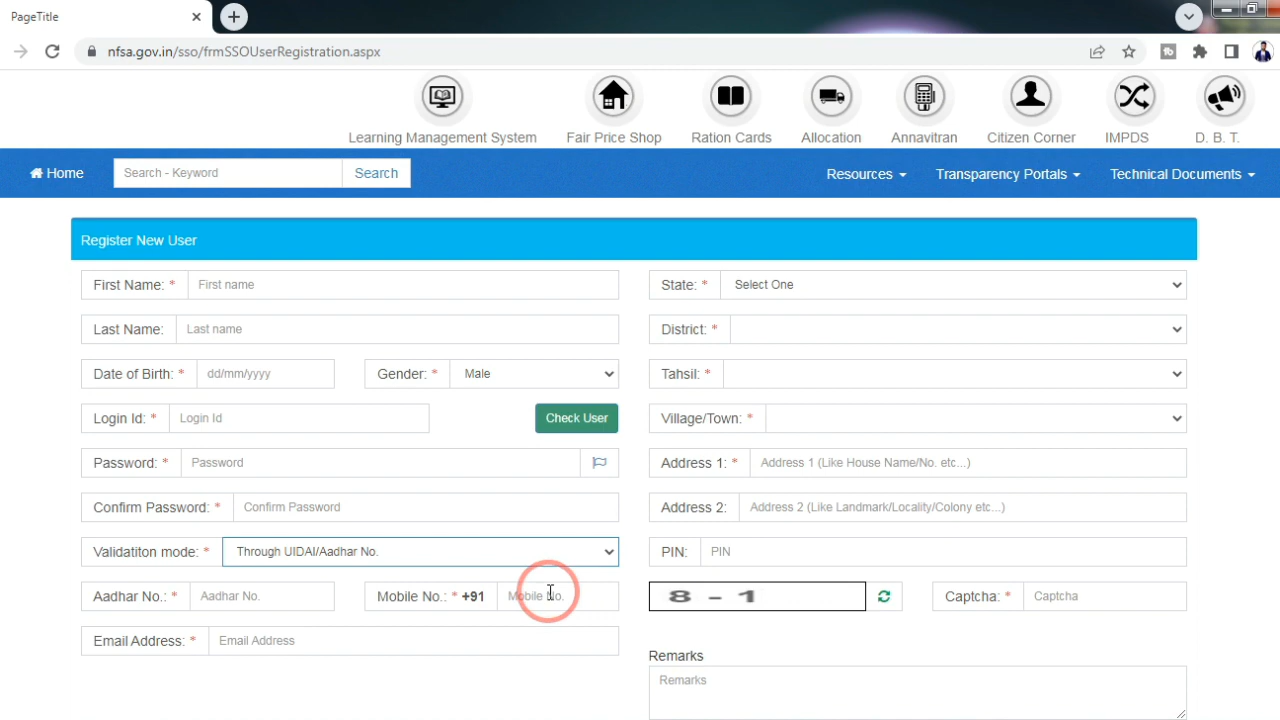 PageTitle
nfsa.gov.in/sso/frmSSOUserRegistration.aspx
Learning Management System
Fair Price Shop
Ration Cards
Allocation
Annavitran
Citizen Corner
IMPDS
D. B. T.
Home
Search - Keyword
Search
Resources
Transparency Portals
Technical Documents
Register New User
First Name: * First name
State: * Select One
Last Name: Last name
District: *
Date of Birth: * dd/mm/yyyy
Gender: * Male
Tahsil: *
Login Id: * Login Id
Check User
Village/Town: *
Password: * Password
Address 1: * Address 1 (Like House Name/No. etc...)
Confirm Password: * Confirm Password
Address 2: Address 2 (Like Landmark/Locality/Colony etc...)
Validatiton mode: * Through UIDAI/Aadhar No.
PIN: PIN
Aadhar No.: * Aadhar No.
Mobile No.: * +91 Mobile No.
8 - 1
Captcha: * Captcha
Email Address: * Email Address
Remarks
Remarks